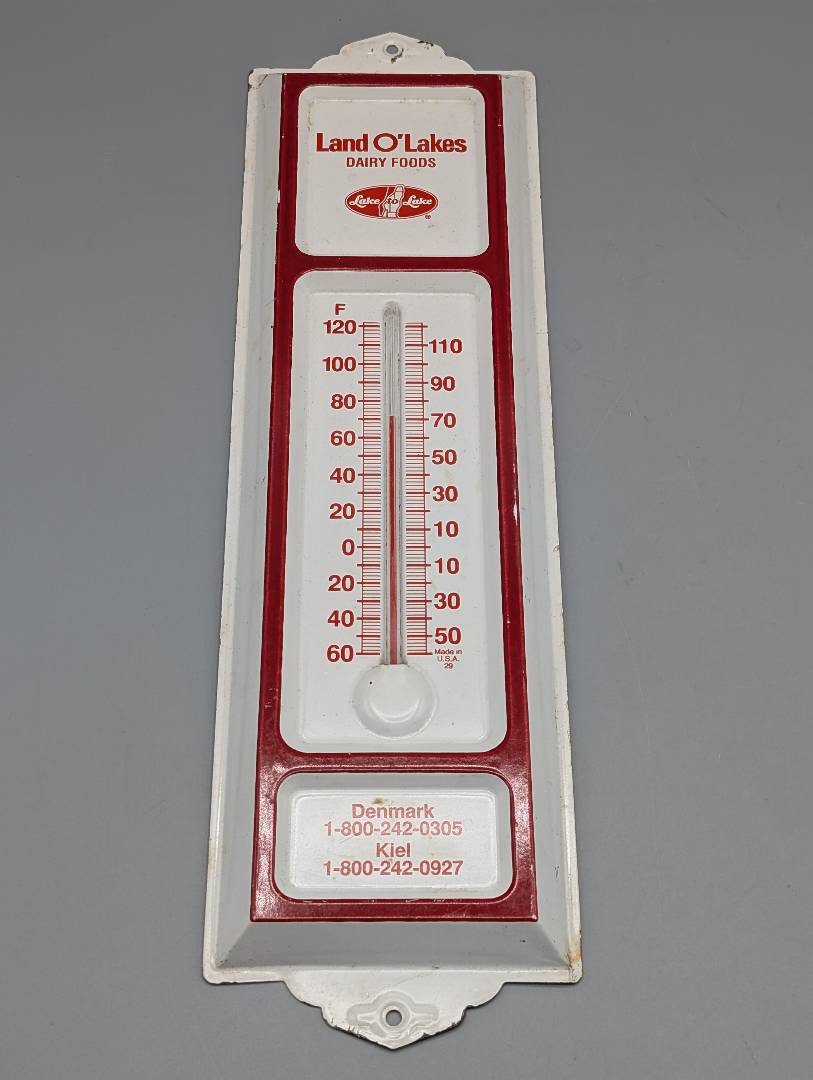 Land O'Lakes
DAIRY FOODS
Lake to Lake
®
F
120
110
100
90
80
70
60
50
40
30
20
10
0
10
20
30
40
50
60
Made in
U.S.A.
29
Denmark
1-800-242-0305
Kiel
1-800-242-0927